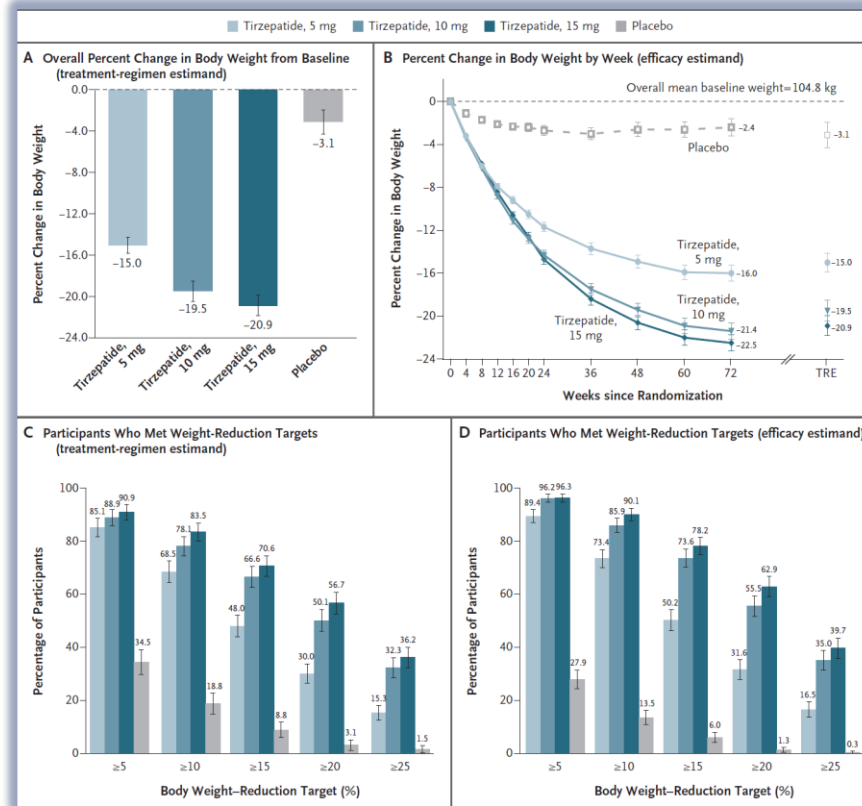 Tirzepatide, 5 mg Tirzepatide, 10 mg Tirzepatide, 15 mg Placebo
A Overall Percent Change in Body Weight from Baseline
(treatment-regimen estimand)
Percent Change in Body Weight
0.0
−4.0
−8.0
−12.0
−16.0
−20.0
24.0
−15.0
−19.5
−20.9
−3.1
Tirzepatide,
5 mg
Tirzepatide,
10 mg
Tirzepatide,
15 mg
Placebo
B Percent Change in Body Weight by Week (efficacy estimand)
Overall mean baseline weight=104.8 kg
Percent Change in Body Weight
0
−4
−8
−12
−16
−20
−24
−2.4
Placebo
−3.1
Tirzepatide,
5 mg
−16.0
−15.0
Tirzepatide,
10 mg
−21.4
−19.5
Tirzepatide,
15 mg
−22.5
−20.9
0 4 8 12 16 20 24 36 48 60 72 TRE
Weeks since Randomization
C Participants Who Met Weight-Reduction Targets
(treatment-regimen estimand)
Percentage of Participants
100
80
60
40
20
0
85.1 88.9 90.9 34.5
68.5 78.1 83.5 18.8
48.0 66.6 70.6 8.8
30.0 50.1 56.7 3.1
15.3 32.3 36.2 1.5
≥5 ≥10 ≥15 ≥20 ≥25
Body Weight–Reduction Target (%)
D Participants Who Met Weight-Reduction Targets (efficacy estimand)
Percentage of Participants
100
80
60
40
20
0
89.4 96.2 96.3 27.9
73.4 85.9 90.1 13.5
50.2 73.6 78.2 6.0
31.6 55.5 62.9 1.3
16.5 35.0 39.7 0.3
≥5 ≥10 ≥15 ≥20 ≥25
Body Weight–Reduction Target (%)